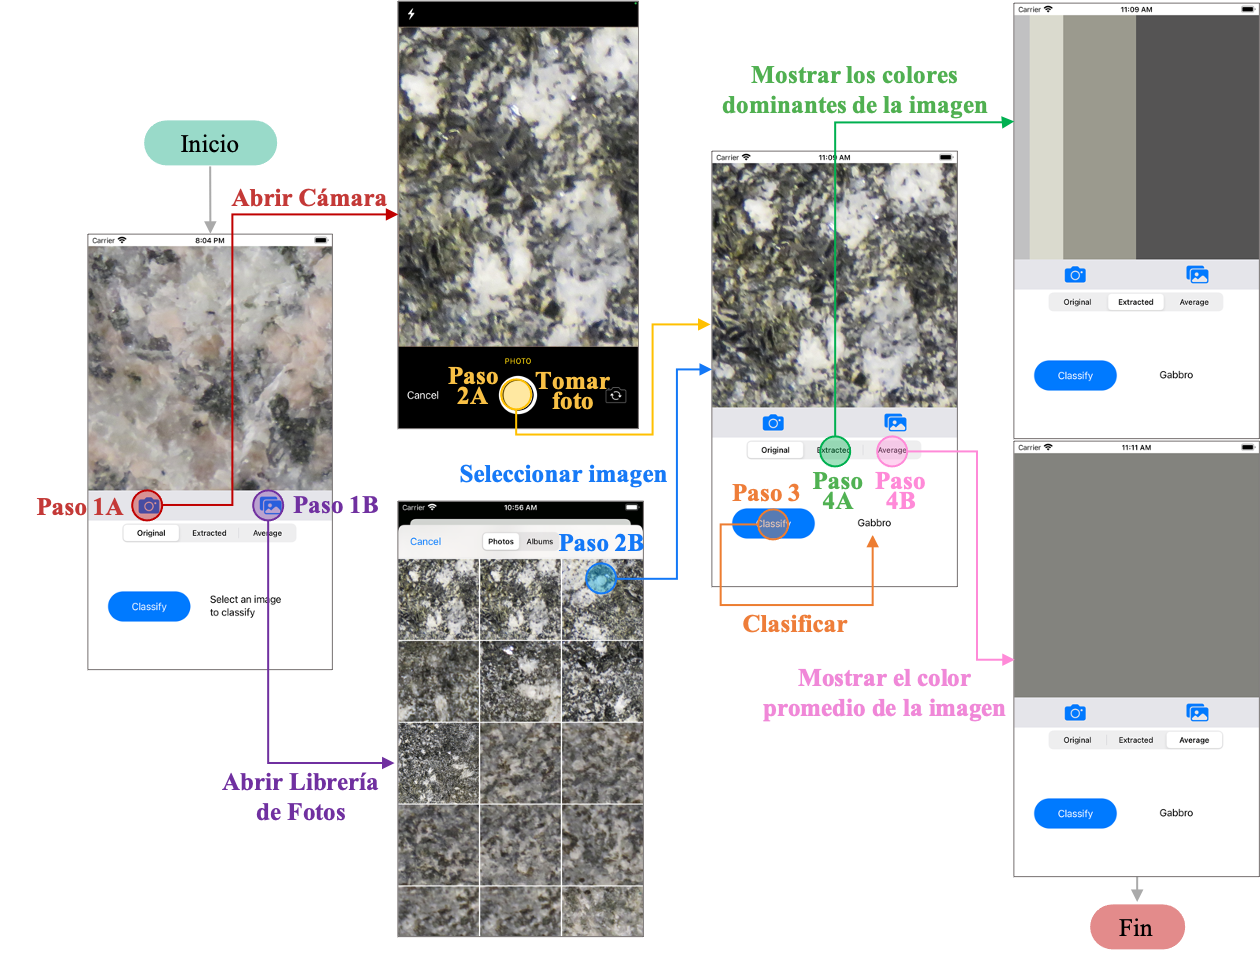 Inicio
Abrir Cámara
Carrier
8:04 PM
Paso 1A
Paso 1B
Original
Extracted
Average
Classify
Select an image
to classify
Abrir Librería
de Fotos
PHOTO
Cancel
Paso
2A
Tomar
foto
Seleccionar imagen
Carrier
10:56 AM
Cancel
Photos
Albums
Paso 2B
Mostrar los colores
dominantes de la imagen
Carrier
11:09 AM
Original
Extracted
Average
Paso
4A
Paso
4B
Paso 3
Classify
Gabbro
Clasificar
Mostrar el color
promedio de la imagen
Carrier
11:09 AM
Original
Extracted
Average
Classify
Gabbro
Carrier
11:11 AM
Original
Extracted
Average
Classify
Gabbro
Fin